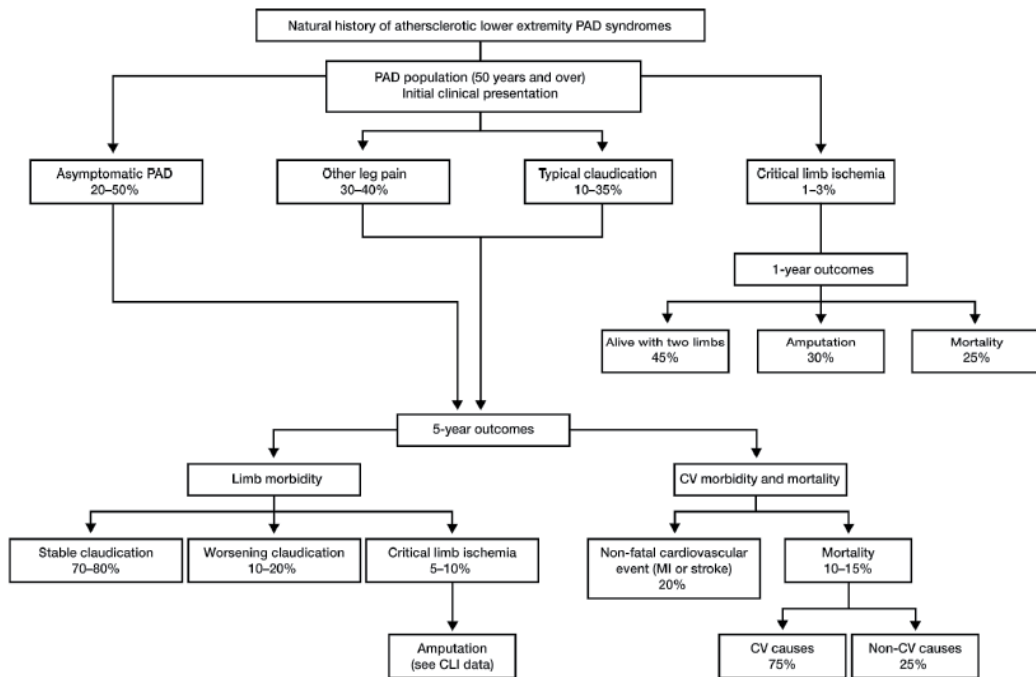 Natural history of athersclerotic lower extremity PAD syndromes
PAD population (50 years and over)
Initial clinical presentation
Asymptomatic PAD
20–50%
Other leg pain
30–40%
Typical claudication
10–35%
Critical limb ischemia
1–3%
1-year outcomes
Alive with two limbs
45%
Amputation
30%
Mortality
25%
5-year outcomes
Limb morbidity
CV morbidity and mortality
Stable claudication
70–80%
Worsening claudication
10–20%
Critical limb ischemia
5–10%
Non-fatal cardiovascular
event (MI or stroke)
20%
Mortality
10–15%
Amputation
(see CLI data)
CV causes
75%
Non-CV causes
25%